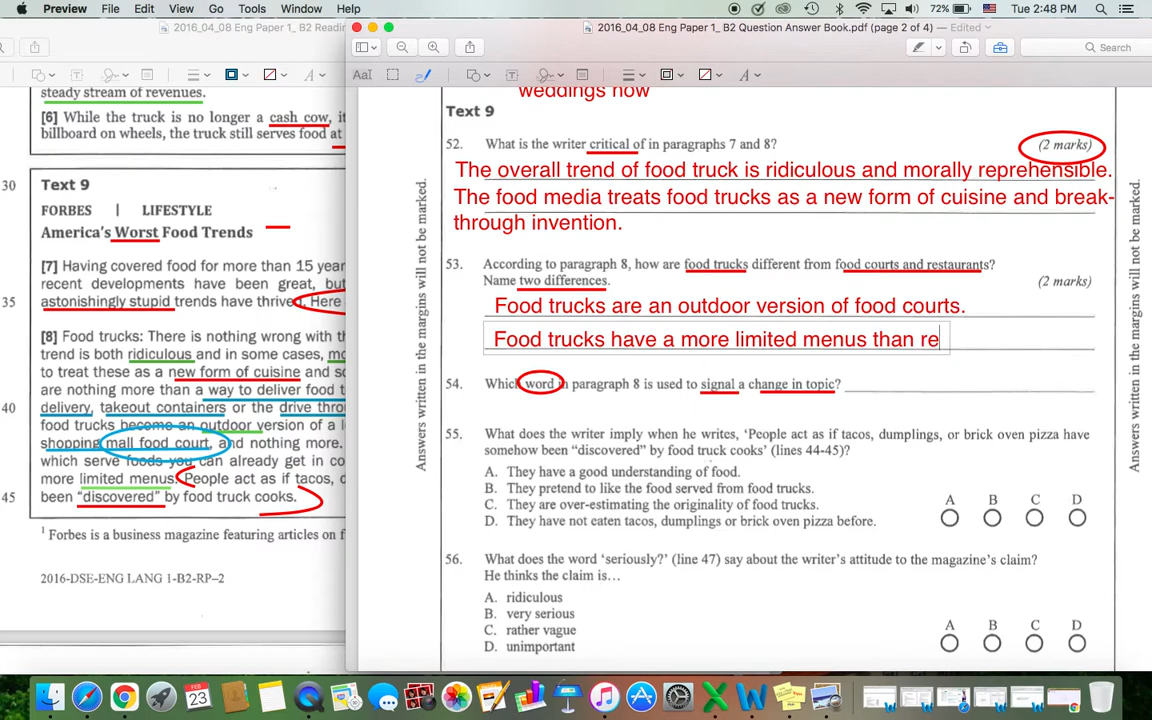 Preview File Edit View Go Tools Window Help
72% Tue 2:48 PM
2016_04_08 Eng Paper 1_ B2 Readin
2016_04_08 Eng Paper 1_ B2 Question Answer Book.pdf (page 2 of 4) — Edited
Search
steady stream of revenues.
[6] While the truck is no longer a cash cow, it
billboard on wheels, the truck still serves food at
30
Text 9
FORBES | LIFESTYLE
America's Worst Food Trends
[7] Having covered food for more than 15 year
recent developments have been great, but
35
astonishingly stupid trends have thrived. Here
[8] Food trucks: There is nothing wrong with th
trend is both ridiculous and in some cases, mo
to treat these as a new form of cuisine and so
are nothing more than a way to deliver food t
40
delivery, takeout containers or the drive throu
food trucks become an outdoor version of a l
shopping mall food court, and nothing more.
which serve foods you can already get in co
more limited menus. People act as if tacos, d
45
been "discovered" by food truck cooks.
1 Forbes is a business magazine featuring articles on f
2016-DSE-ENG LANG 1-B2-RP–2
weddings now
Text 9
52. What is the writer critical of in paragraphs 7 and 8? (2 marks)
The overall trend of food truck is ridiculous and morally reprehensible.
The food media treats food trucks as a new form of cuisine and break-
through invention.
53. According to paragraph 8, how are food trucks different from food courts and restaurants?
Name two differences. (2 marks)
Food trucks are an outdoor version of food courts.
Food trucks have a more limited menus than re
54. Which word in paragraph 8 is used to signal a change in topic?
55. What does the writer imply when he writes, 'People act as if tacos, dumplings, or brick oven pizza have
somehow been "discovered" by food truck cooks' (lines 44-45)?
A. They have a good understanding of food.
B. They pretend to like the food served from food trucks.
C. They are over-estimating the originality of food trucks.
D. They have not eaten tacos, dumplings or brick oven pizza before.
A B C D
56. What does the word 'seriously?' (line 47) say about the writer's attitude to the magazine's claim?
He thinks the claim is…
A. ridiculous
B. very serious
C. rather vague
D. unimportant
A B C D
Answers written in the margins will not be marked.
Answers written in the margins will not be marked.
FEB
23